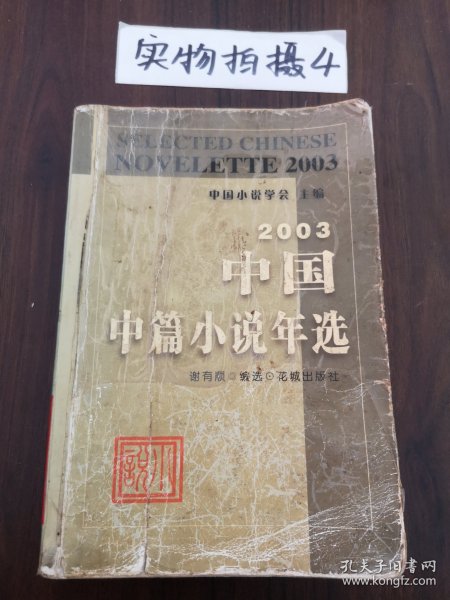 实物拍摄4
SELECTED CHINESE
NOVELETTE 2003
中国小说学会 主编
2003
中国
中篇小说年选
谢有顺◎编选⊙花城出版社
小说
孔夫子旧书网
www.kongfz.com